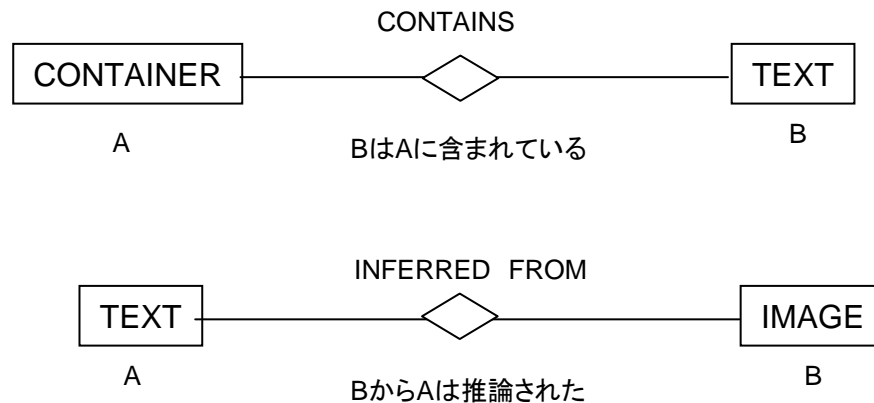 CONTAINS
CONTAINER TEXT
A BはAに含まれている B
INFERRED FROM
TEXT IMAGE
A BからAは推論された B